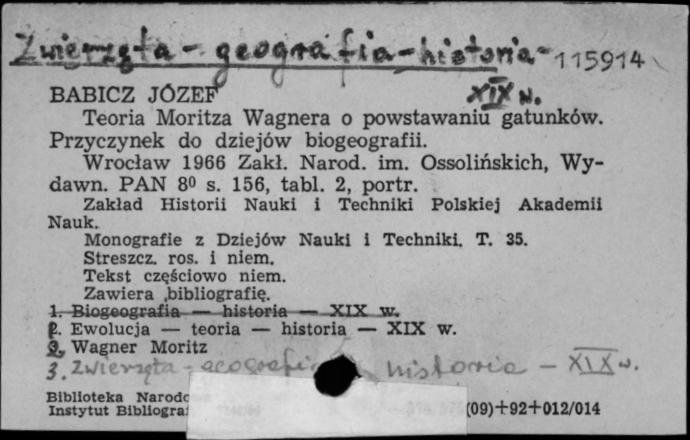 Zwierzęta - geografia - historia - 115914
XIX w.
BABICZ JÓZEF
Teoria Moritza Wagnera o powstawaniu gatunków.
Przyczynek do dziejów biogeografii.
Wrocław 1966 Zakł. Narod. im. Ossolińskich, Wy-
dawn. PAN 8⁰ s. 156, tabl. 2, portr.
Zakład Historii Nauki i Techniki Polskiej Akademii
Nauk.
Monografie z Dziejów Nauki i Techniki. T. 35.
Streszcz. ros. i niem.
Tekst częściowo niem.
Zawiera bibliografię.
1. Biogeografia — historia — XIX w.
2. Ewolucja — teoria — historia — XIX w.
3. Wagner Moritz
3. Zwierzęta - geografia historia - XIX w.
Biblioteka Narodo
Instytut Bibliogra (09)+92+012/014